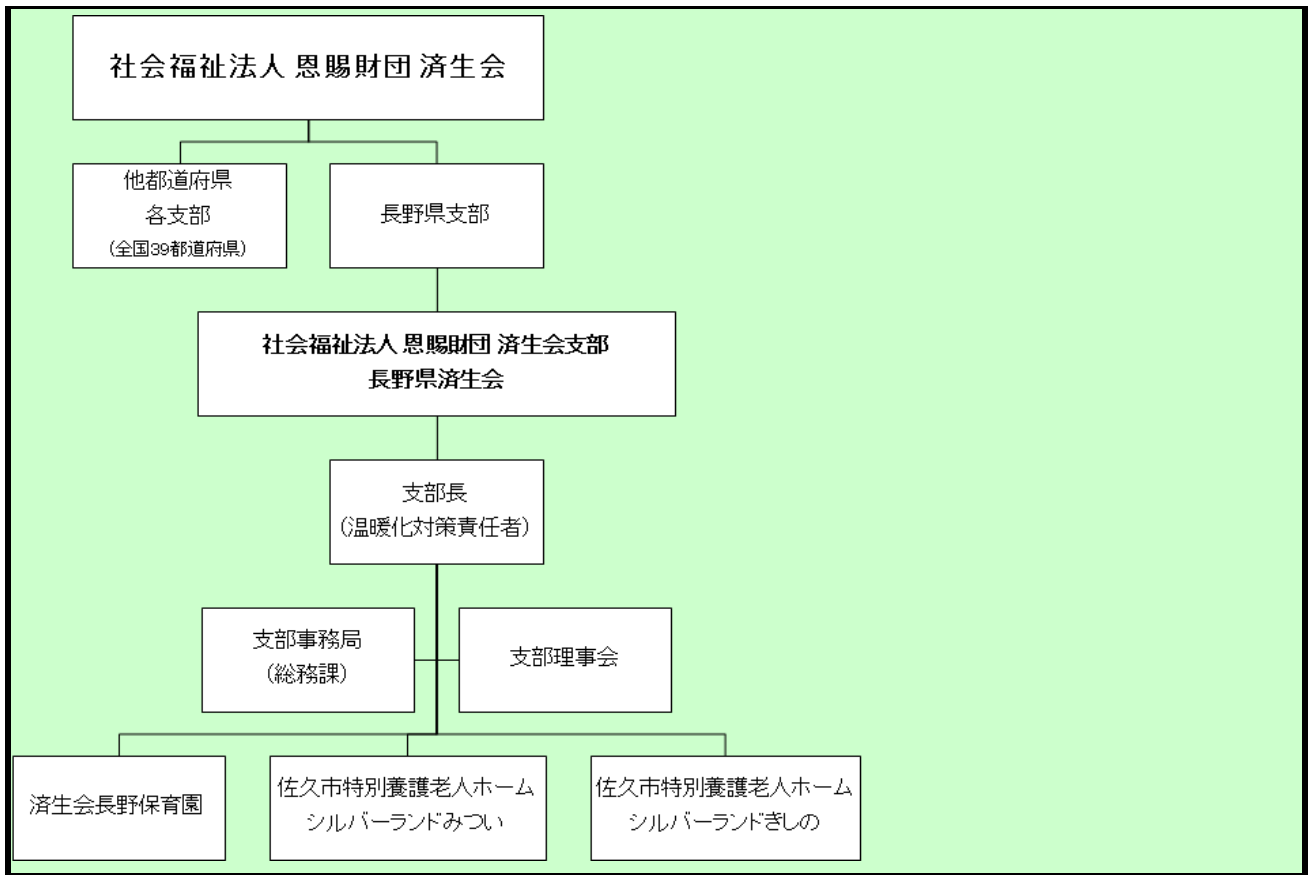 社会福祉法人 恩賜財団 済生会
他都道府県
各支部
(全国39都道府県)
長野県支部
社会福祉法人 恩賜財団 済生会支部
長野県済生会
支部長
(温暖化対策責任者)
支部事務局
(総務課)
支部理事会
済生会長野保育園
佐久市特別養護老人ホーム
シルバーランドみつい
佐久市特別養護老人ホーム
シルバーランドきしの